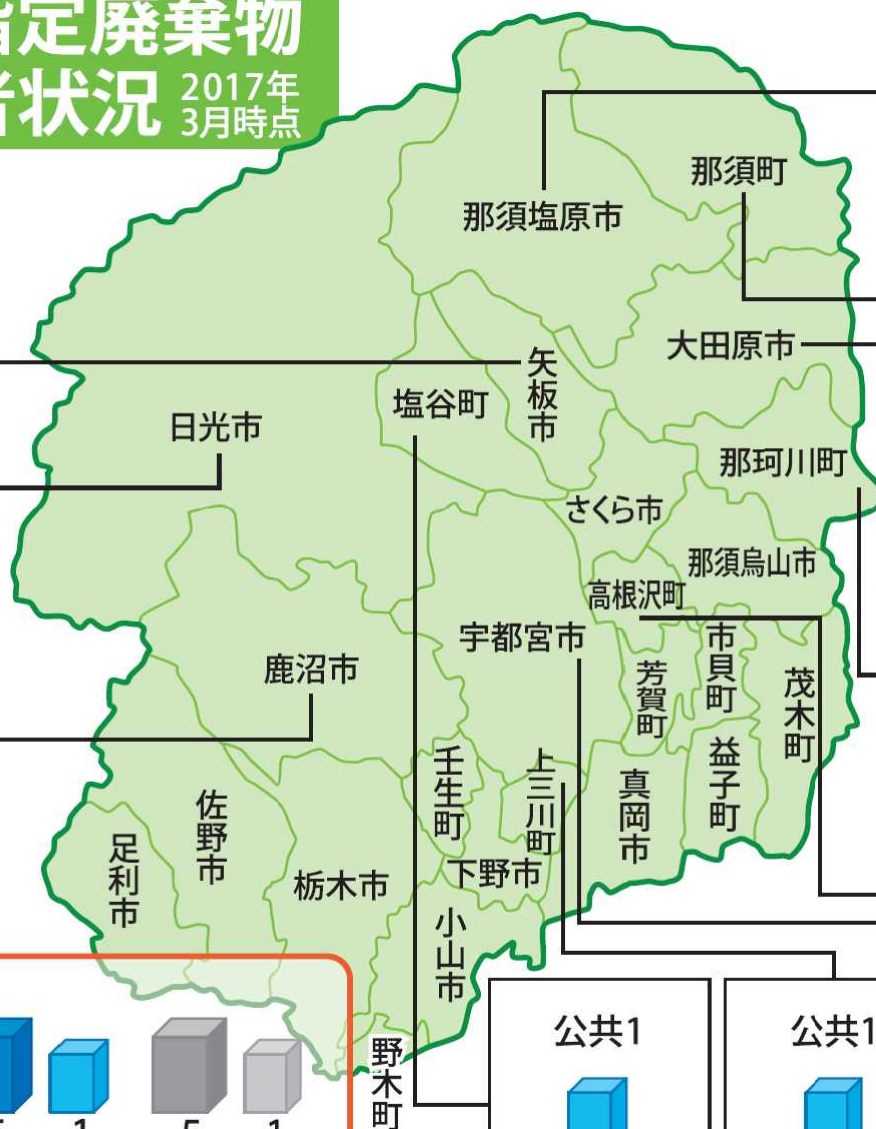 指定廃棄物
者状況 2017年
3月時点
那須町
那須塩原市
大田原市
矢板市
塩谷町
日光市
那珂川町
さくら市
那須烏山市
高根沢町
宇都宮市
市貝町
鹿沼市
芳賀町
茂木町
壬生町
上三川町
益子町
真岡市
佐野市
足利市
栃木市
下野市
小山市
公共1
公共1
野木町
1
5
1